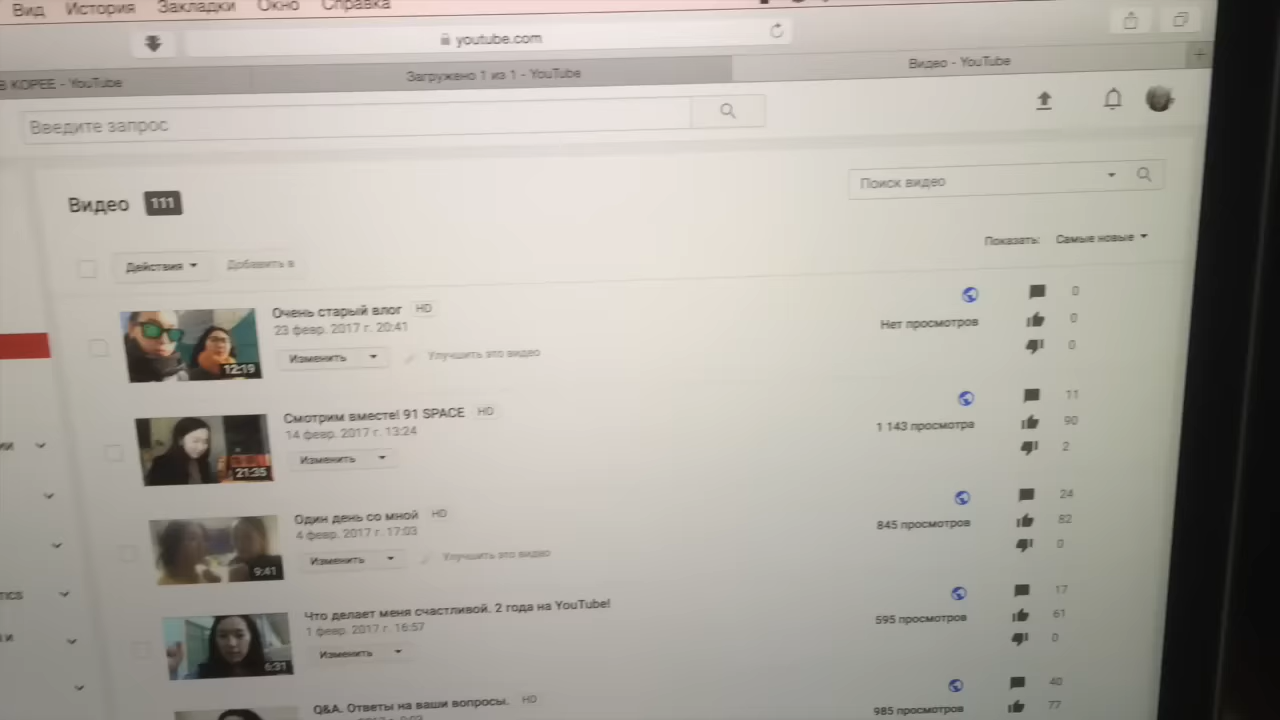 Вид История Закладки Окно Справка
youtube.com
В КОРЕЕ - YouTube Загружено 1 из 1 - YouTube Видео - YouTube
Введите запрос
Видео 111 Поиск видео
Показать: Самые новые
Действия Добавить в
Очень старый влог HD
23 февр. 2017 г. 20:41
Изменить Улучшить это видео
12:19
Нет просмотров
0
0
0
Смотрим вместе! 91 SPACE HD
14 февр. 2017 г. 13:24
Изменить
21:35
1 143 просмотра
11
90
2
Один день со мной HD
4 февр. 2017 г. 17:03
Изменить Улучшить это видео
9:41
845 просмотров
24
82
0
Что делает меня счастливой. 2 года на YouTube!
1 февр. 2017 г. 16:57
Изменить
6:31
595 просмотров
17
61
0
Q&A. Ответы на ваши вопросы. HD
985 просмотров
40
77